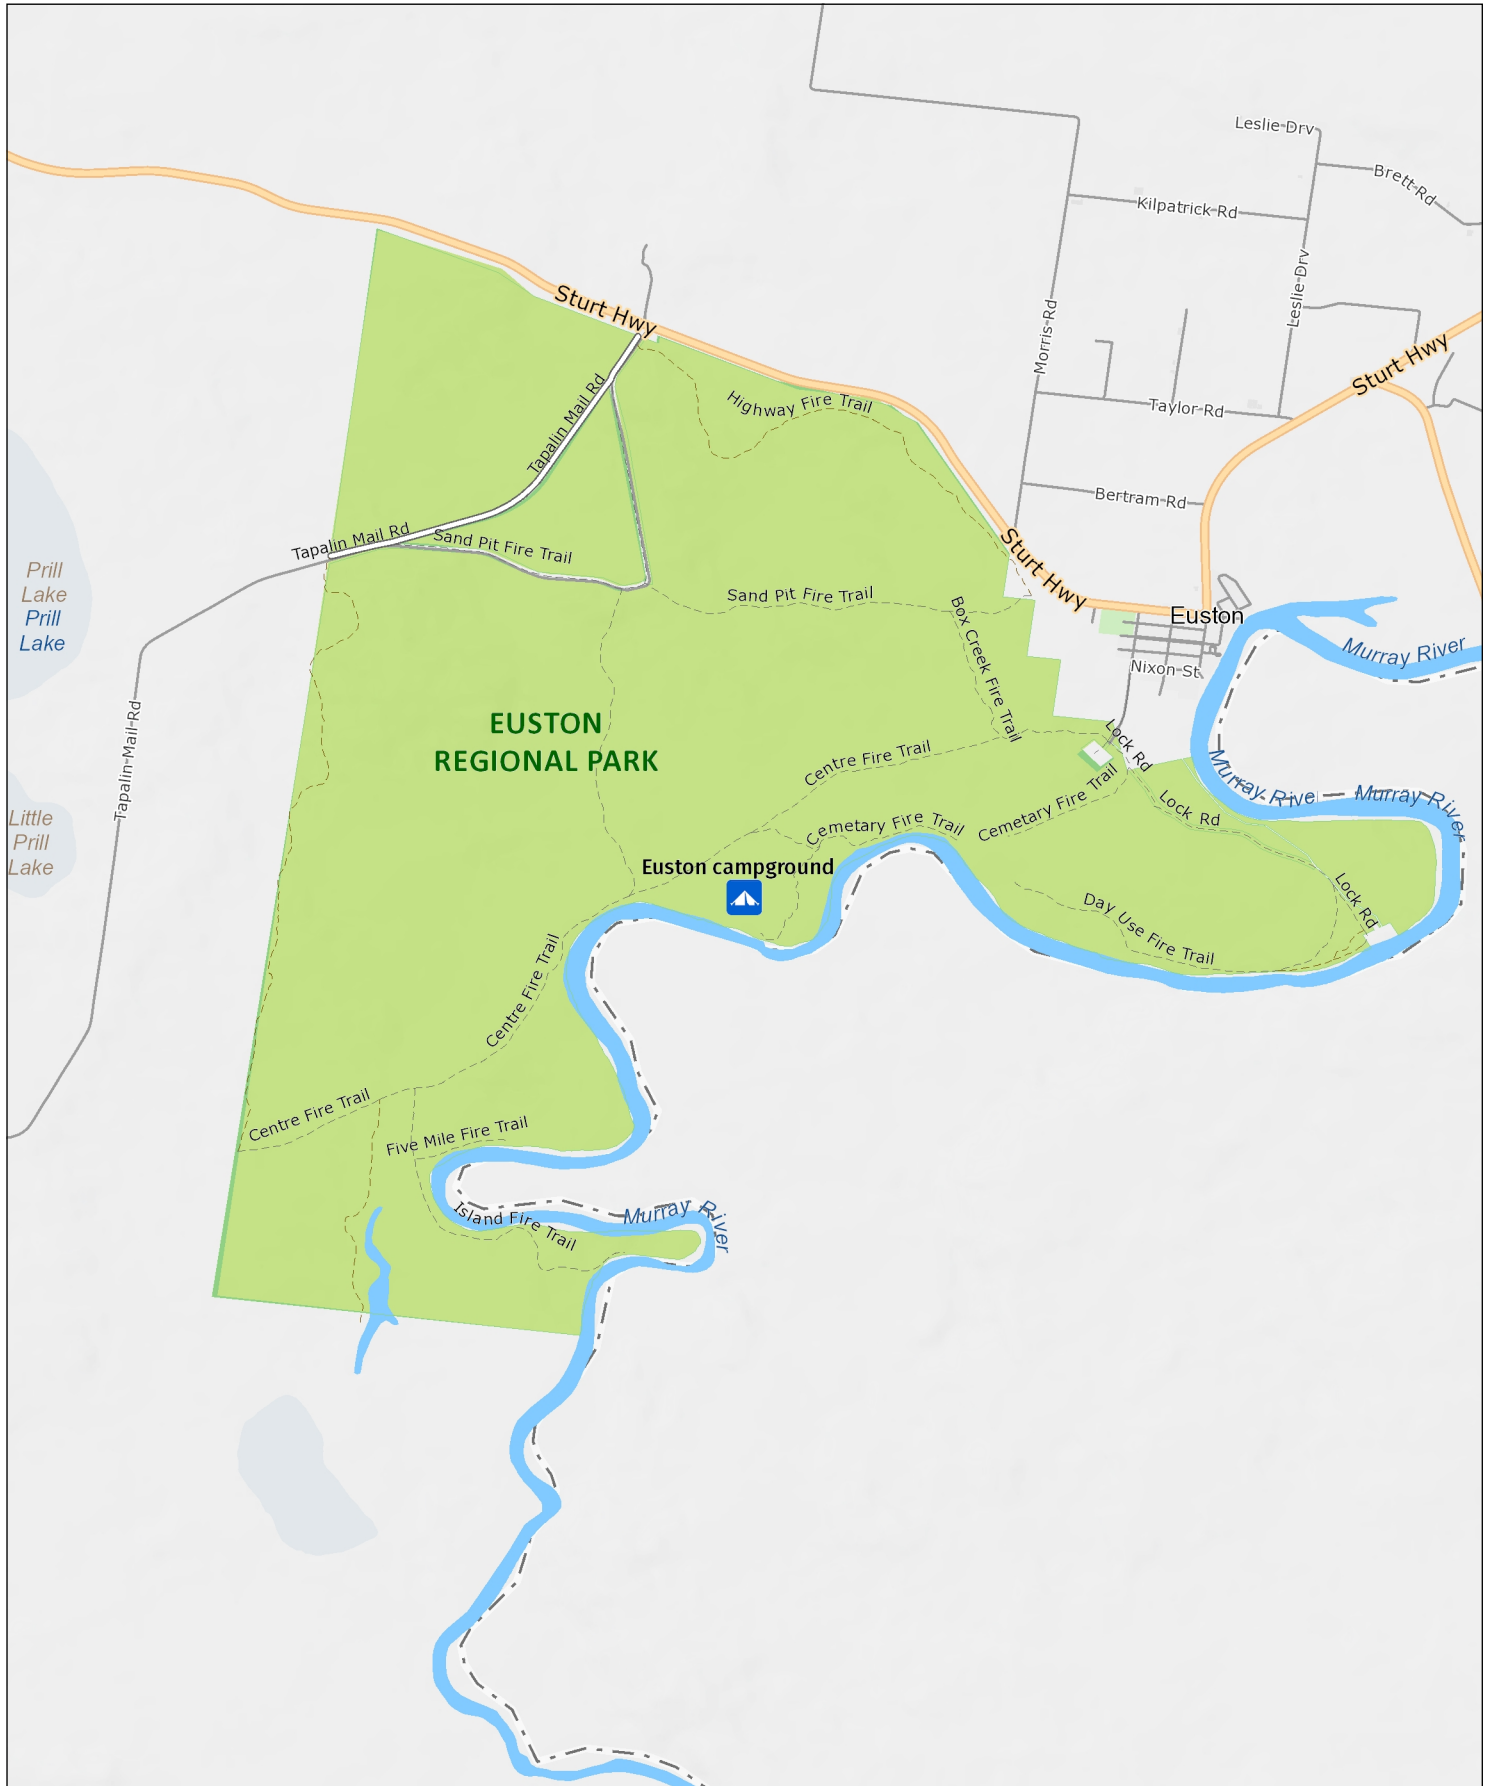 Leslie Drv
Brett Rd
Kilpatrick Rd
Leslie Drv
Sturt Hwy
Morris Rd
Sturt Hwy
Tapalin Mail Rd
Highway Fire Trail
Taylor Rd
Bertram Rd
Tapalin Mail Rd
Sand Pit Fire Trail
Sturt Hwy
Prill
Lake
Prill
Lake
Sand Pit Fire Trail
Box Creek Fire Trail
Euston
Murray River
Nixon St
EUSTON
REGIONAL PARK
Tapalin Mail Rd
Centre Fire Trail
Lock Rd
Murray Rive
Murray River
Cemetary Fire Trail
Lock Rd
Little
Prill
Lake
Cemetary Fire Trail
Euston campground
Lock Rd
Day Use Fire Trail
Centre Fire Trail
Centre Fire Trail
Five Mile Fire Trail
Island Fire Trail
Murray River